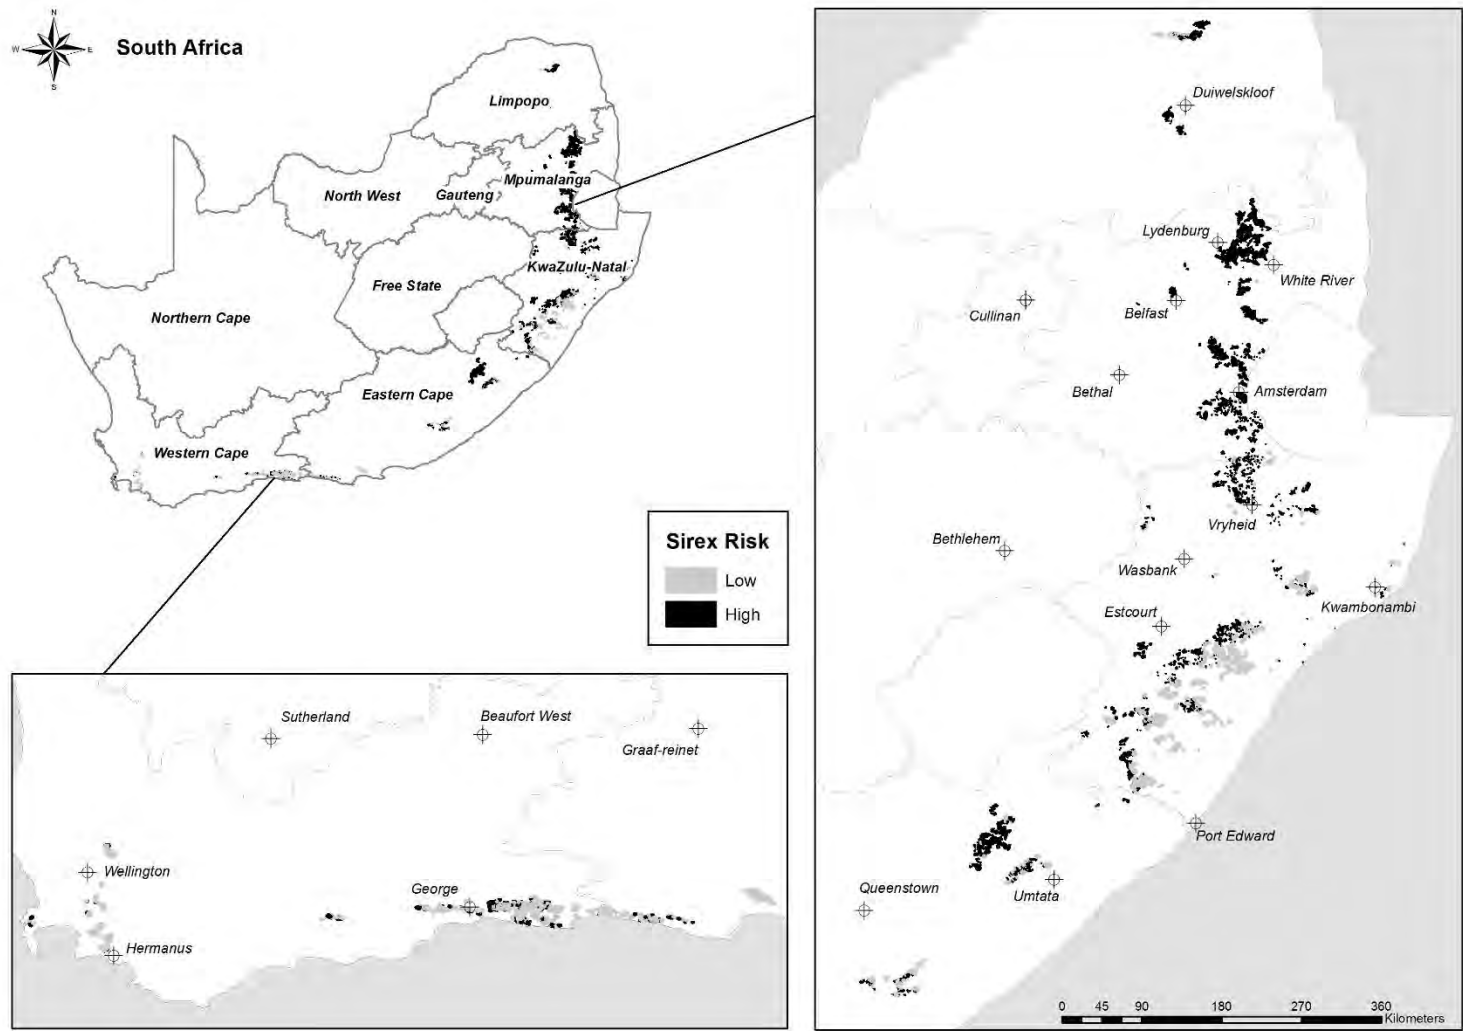 N
W E
S
South Africa
Limpopo
Mpumalanga
North West
Gauteng
KwaZulu-Natal
Free State
Northern Cape
Eastern Cape
Western Cape
Sirex Risk
Low
High
Sutherland
Beaufort West
Graaf-reinet
Wellington
George
Hermanus
Duiwelskloof
Lydenburg
White River
Cullinan
Belfast
Bethal
Amsterdam
Vryheid
Bethlehem
Wasbank
Kwambonambi
Estcourt
Port Edward
Queenstown
Umtata
0 45 90 180 270 360
Kilometers